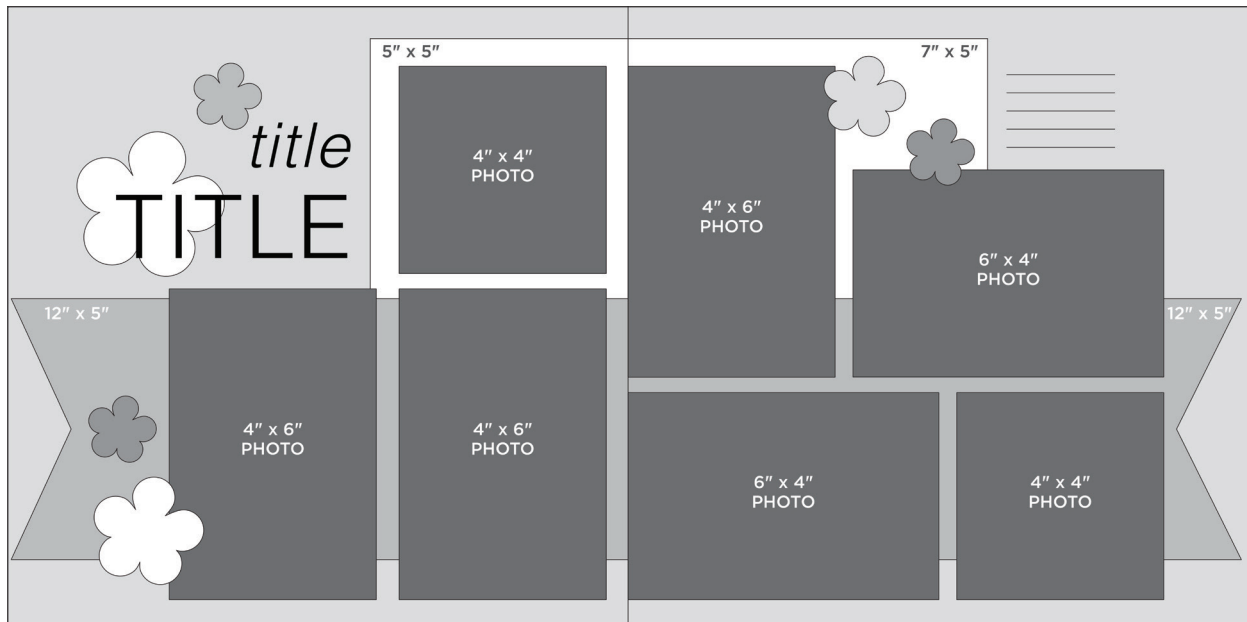 5" x 5"
7" x 5"
title
TITLE
4" x 4"
PHOTO
4" x 6"
PHOTO
6" x 4"
PHOTO
12" x 5"
12" x 5"
4" x 6"
PHOTO
4" x 6"
PHOTO
6" x 4"
PHOTO
4" x 4"
PHOTO